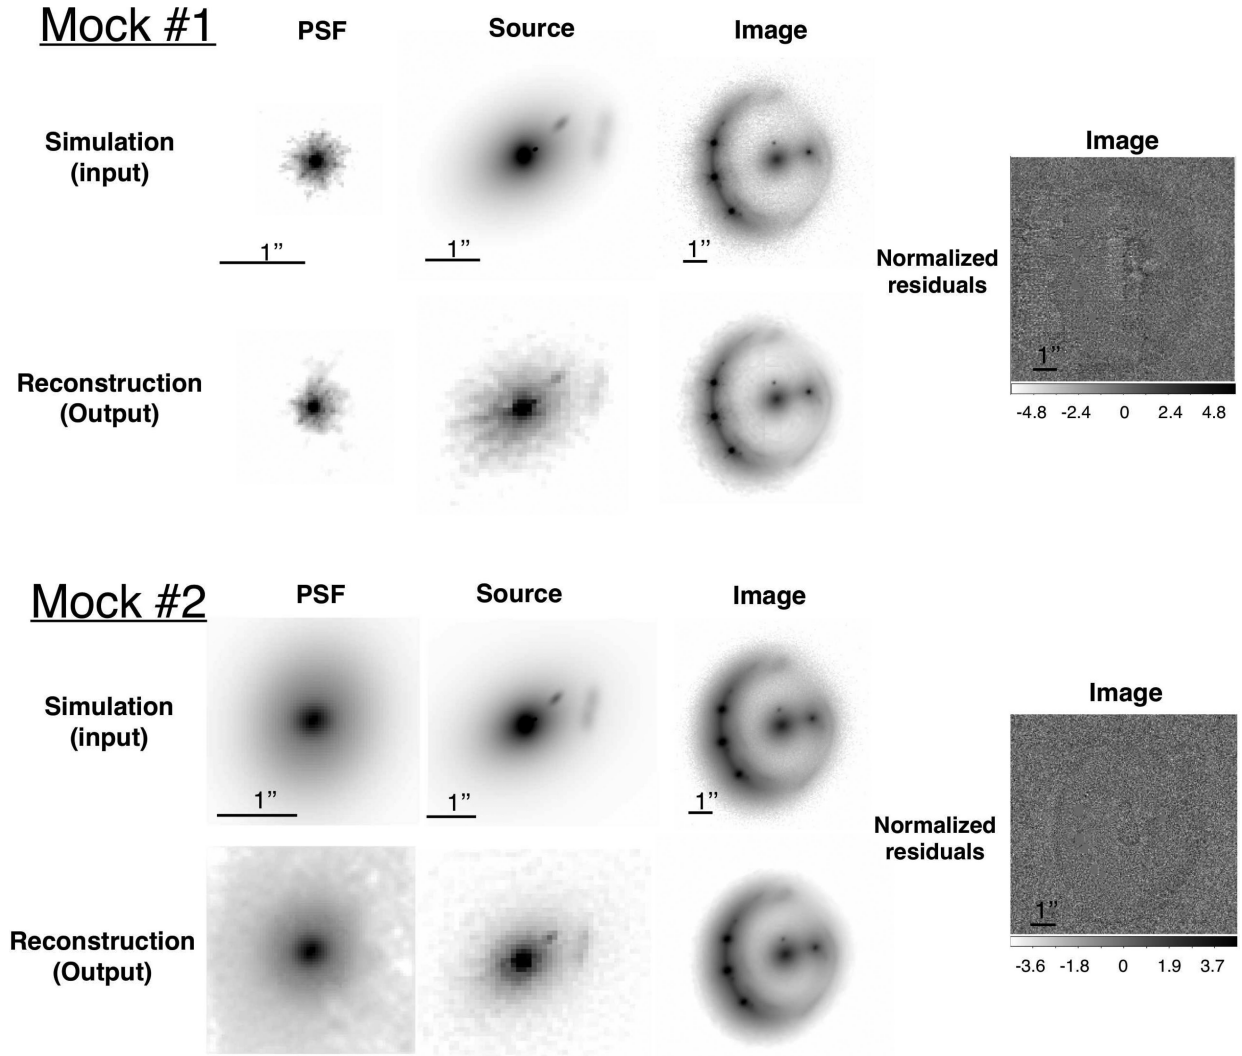 Mock #1
PSF
Source
Image
Simulation
(input)
1”
1”
1”
Image
Normalized
residuals
1”
-4.8 -2.4 0 2.4 4.8
Reconstruction
(Output)
Mock #2
PSF
Source
Image
Simulation
(input)
1”
1”
1”
Image
Normalized
residuals
1”
-3.6 -1.8 0 1.9 3.7
Reconstruction
(Output)